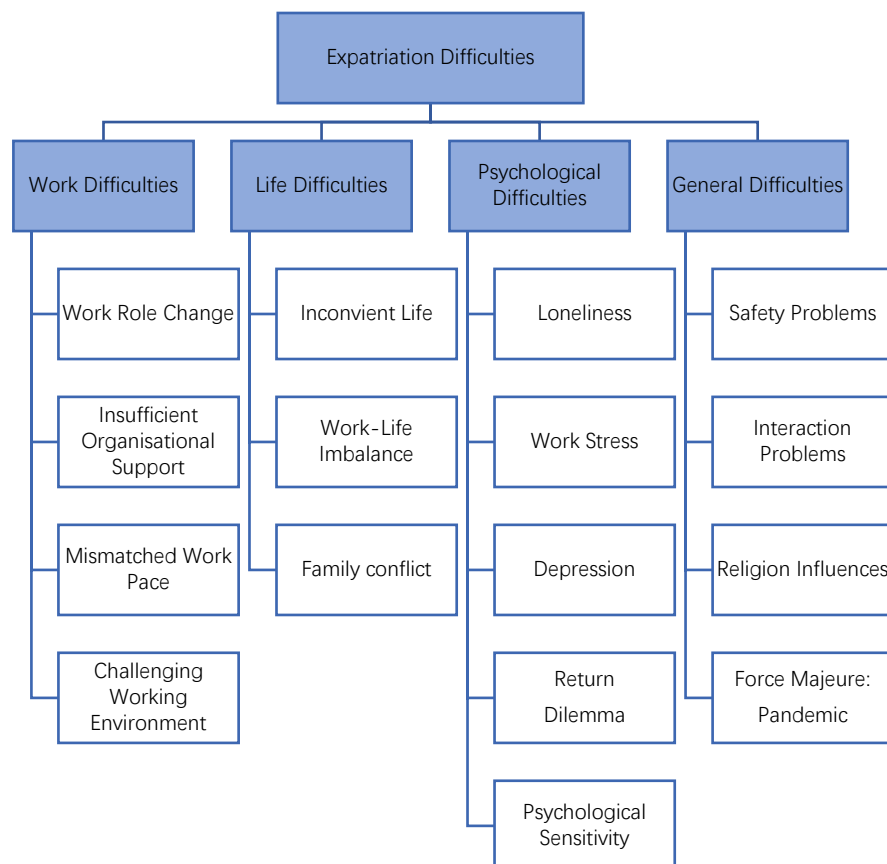 Expatriation Difficulties
Work Difficulties
Life Difficulties
Psychological
Difficulties
General Difficulties
Work Role Change
Insufficient
Organisational
Support
Mismatched Work
Pace
Challenging
Working
Environment
Inconvient Life
Work-Life
Imbalance
Family conflict
Loneliness
Work Stress
Depression
Return
Dilemma
Psychological
Sensitivity
Safety Problems
Interaction
Problems
Religion Influences
Force Majeure:
Pandemic